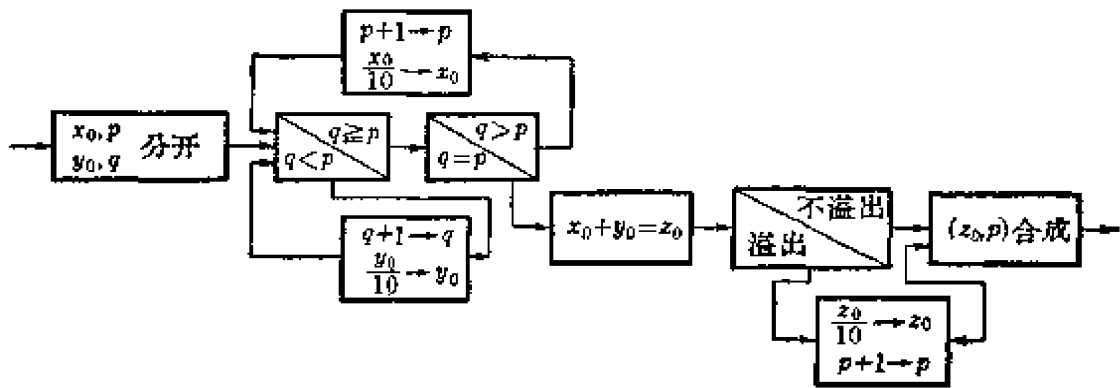 p+1→p
x₀/10→x₀
x₀,p
y₀,q
分开
q≧p
q<p
q>p
q=p
q+1→q
y₀/10→y₀
x₀+y₀=z₀
不溢出
溢出
(z₀,p)合成
z₀/10→z₀
p+1→p